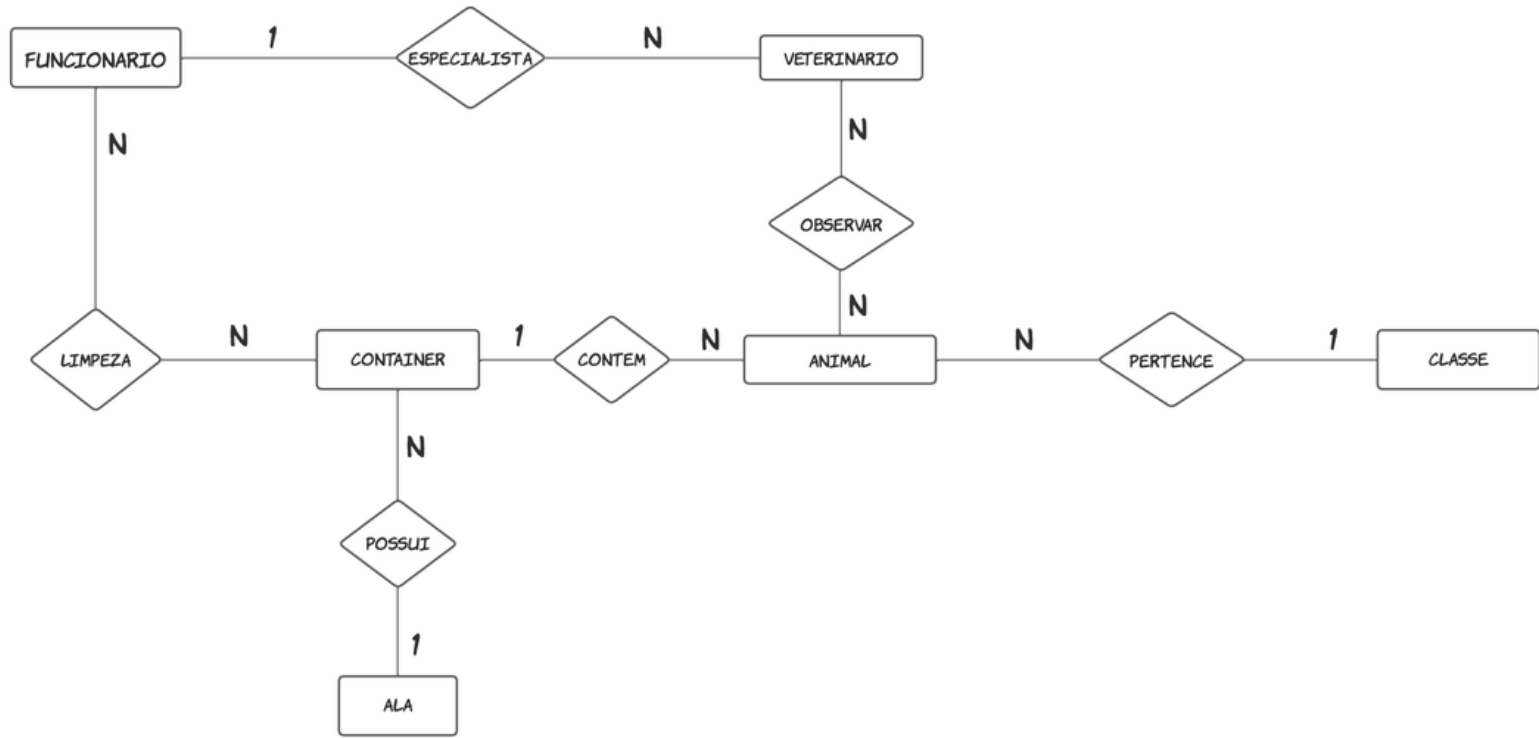 FUNCIONARIO
1
ESPECIALISTA
N
VETERINARIO
N
N
OBSERVAR
N
LIMPEZA
N
CONTAINER
1
CONTEM
N
ANIMAL
N
PERTENCE
1
CLASSE
N
POSSUI
1
ALA